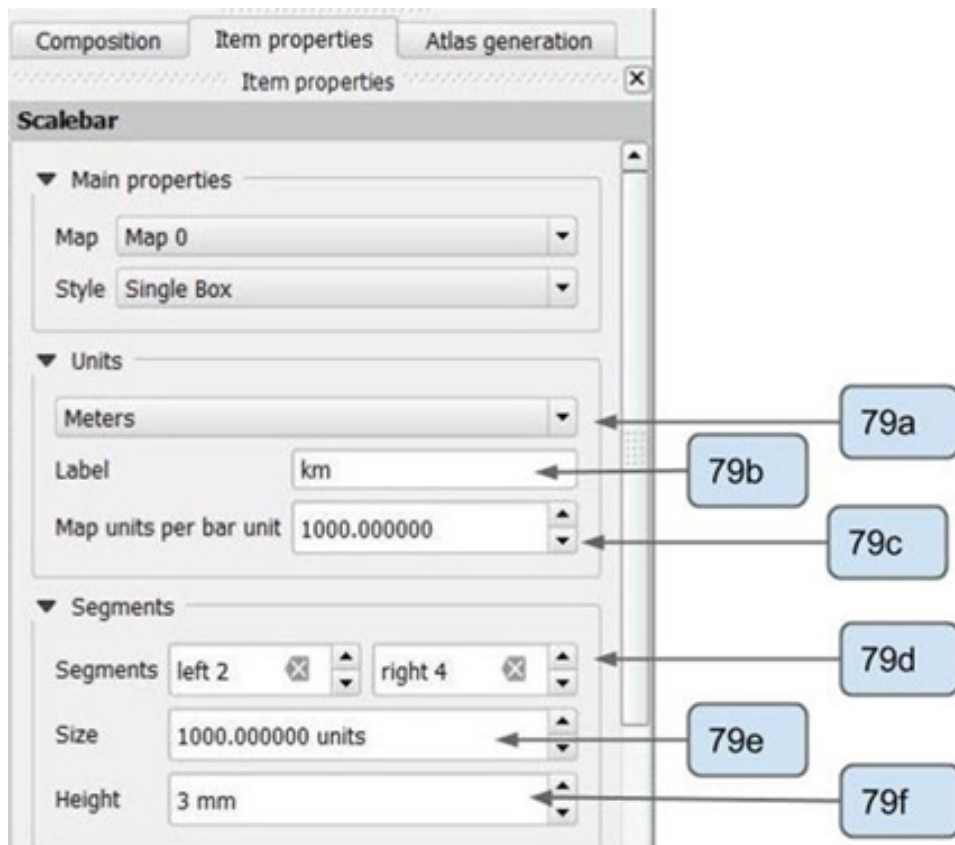 Composition Item properties Atlas generation
Item properties
Scalebar
Main properties
Map Map 0
Style Single Box
Units
Meters
79a
Label km
79b
Map units per bar unit 1000.000000
79c
Segments
Segments left 2 right 4
79d
Size 1000.000000 units
79e
Height 3 mm
79f